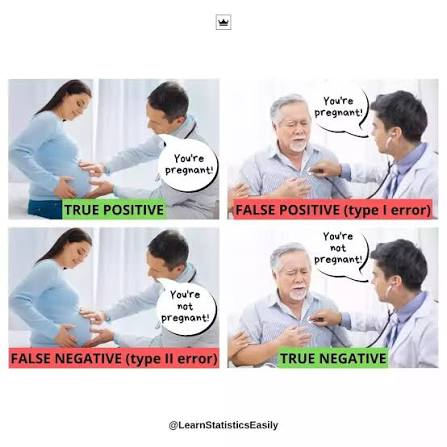 You're
pregnant!
TRUE POSITIVE
You're
pregnant!
FALSE POSITIVE (type I error)
You're
not
pregnant!
FALSE NEGATIVE (type II error)
You're
not
pregnant!
TRUE NEGATIVE
@LearnStatisticsEasily